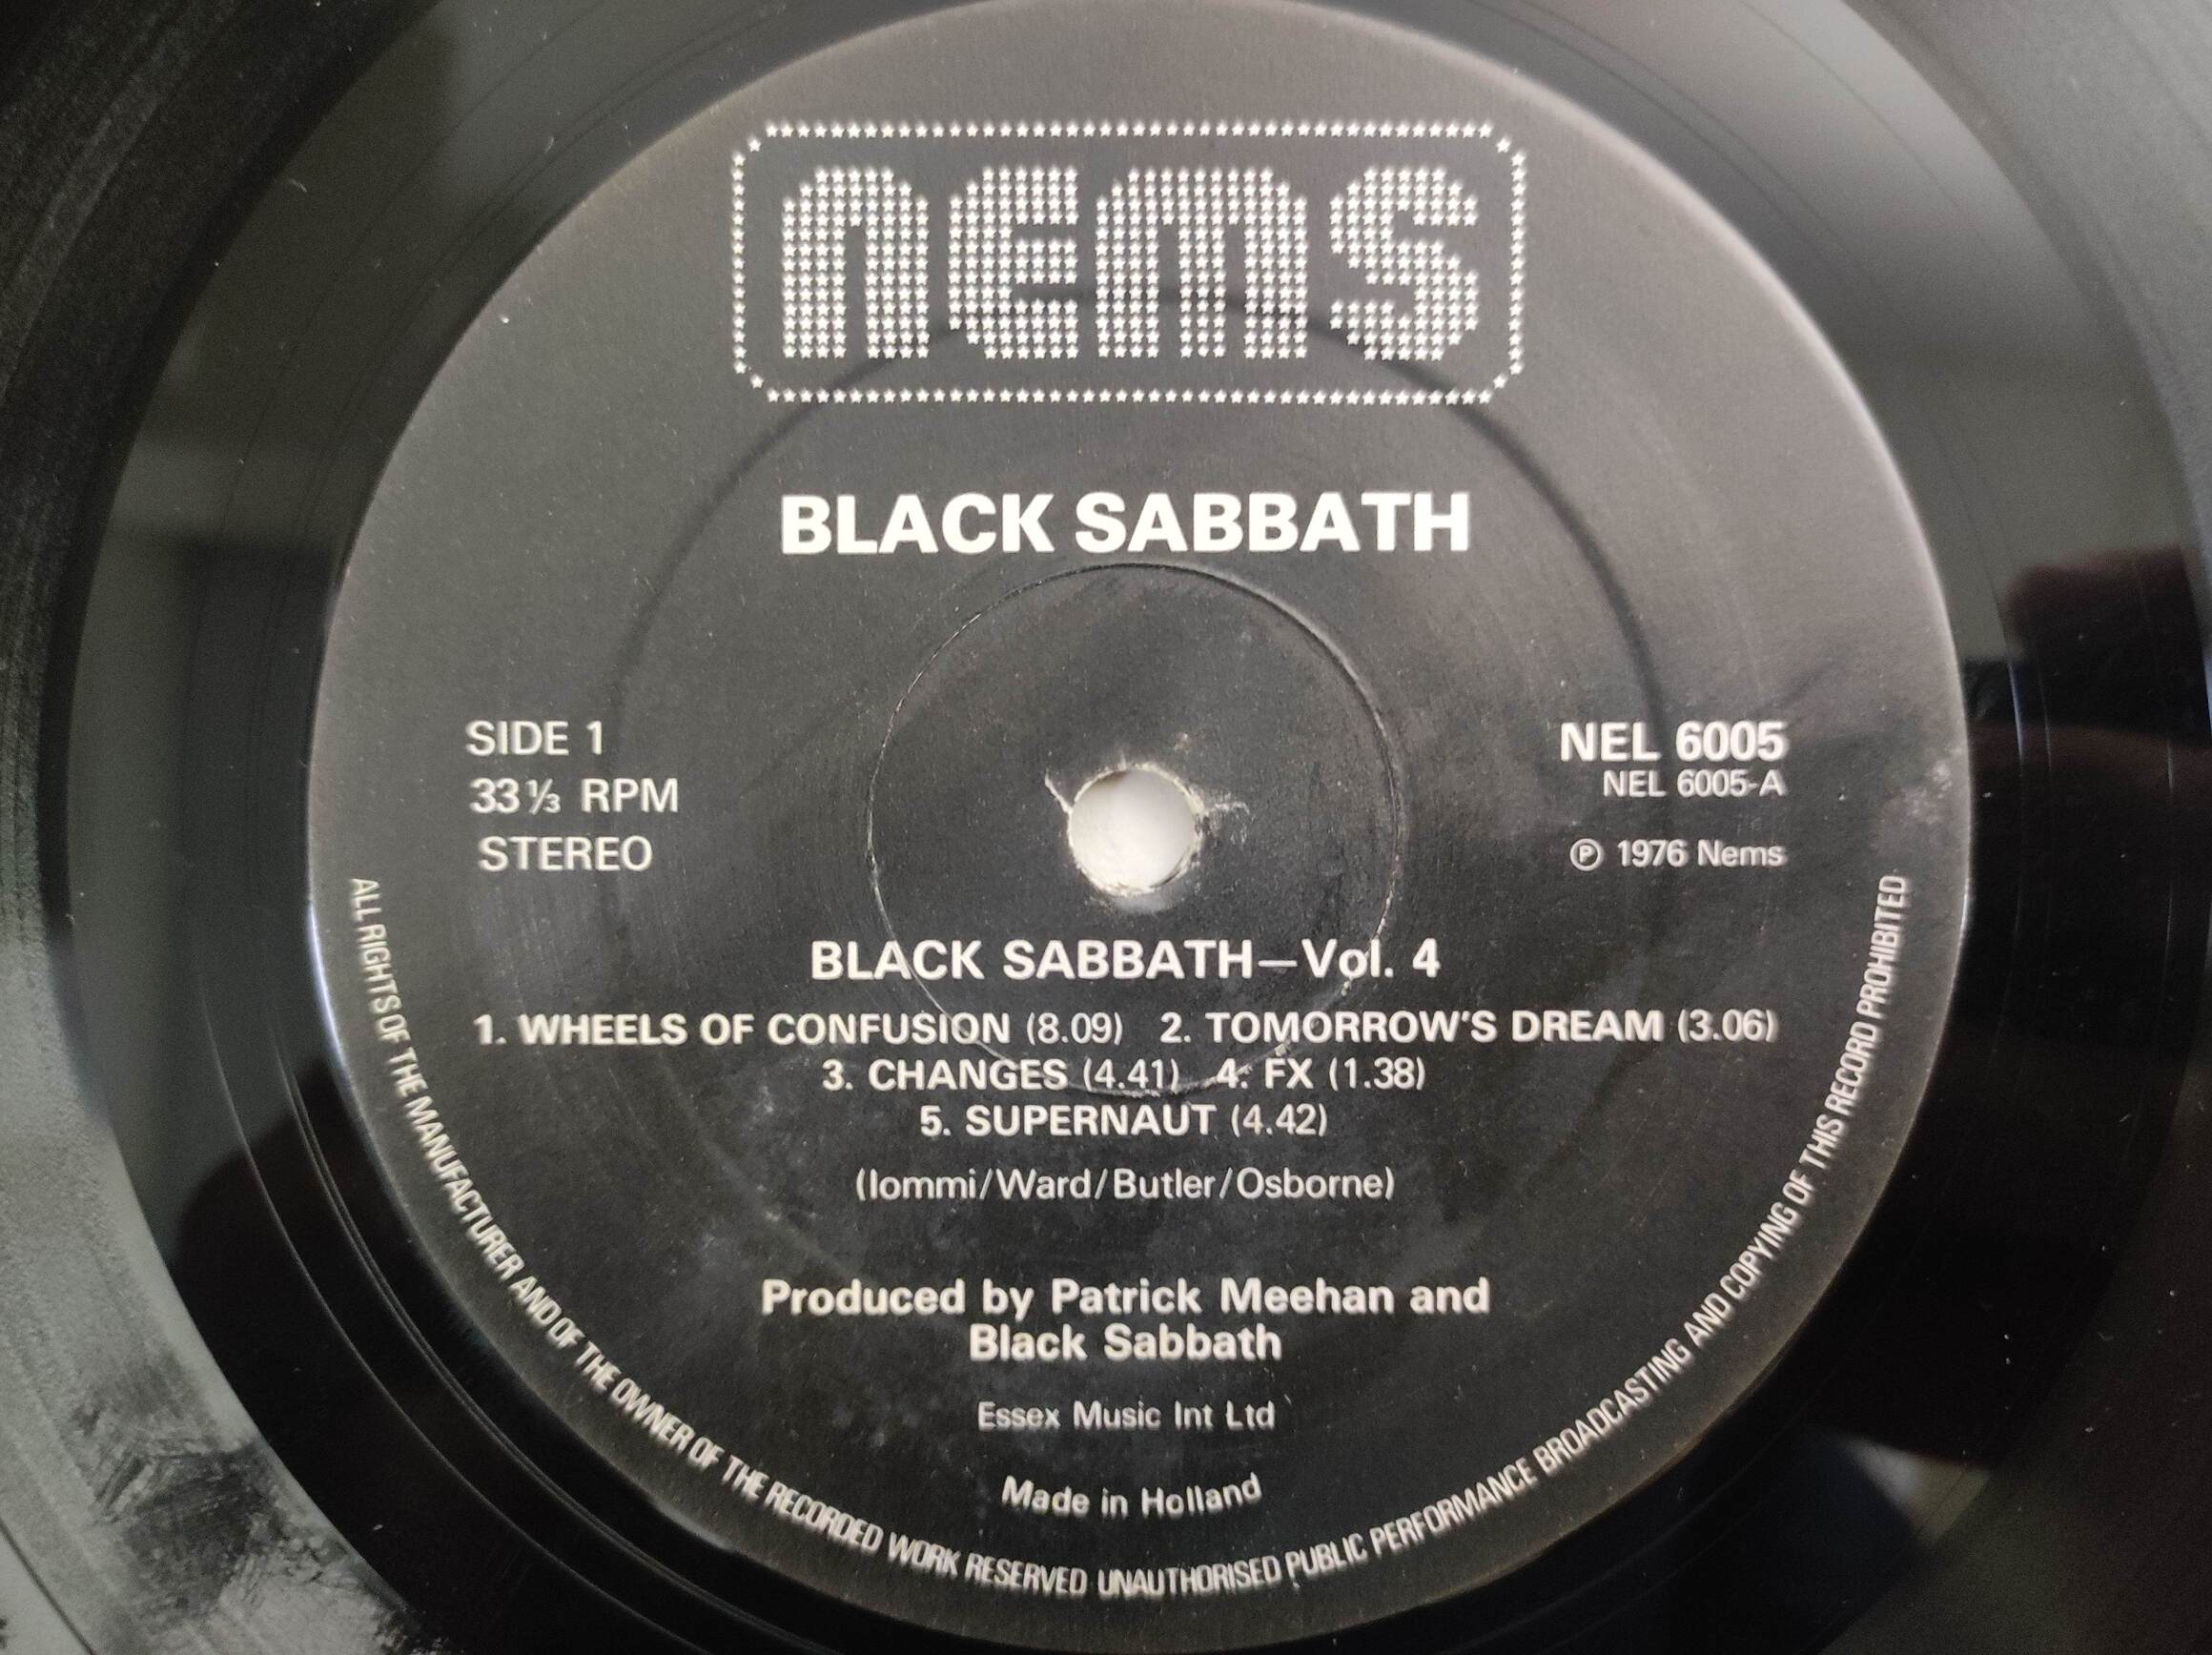 nems
BLACK SABBATH
SIDE 1
33⅓ RPM
STEREO
NEL 6005
NEL 6005-A
℗ 1976 Nems
BLACK SABBATH—Vol. 4
1. WHEELS OF CONFUSION (8.09) 2. TOMORROW'S DREAM (3.06)
3. CHANGES (4.41) 4. FX (1.38)
5. SUPERNAUT (4.42)
(Iommi/Ward/Butler/Osborne)
Produced by Patrick Meehan and
Black Sabbath
Essex Music Int Ltd
Made in Holland
ALL RIGHTS OF THE MANUFACTURER AND OF THE OWNER OF THE RECORDED WORK RESERVED UNAUTHORISED PUBLIC PERFORMANCE BROADCASTING AND COPYING OF THIS RECORD PROHIBITED